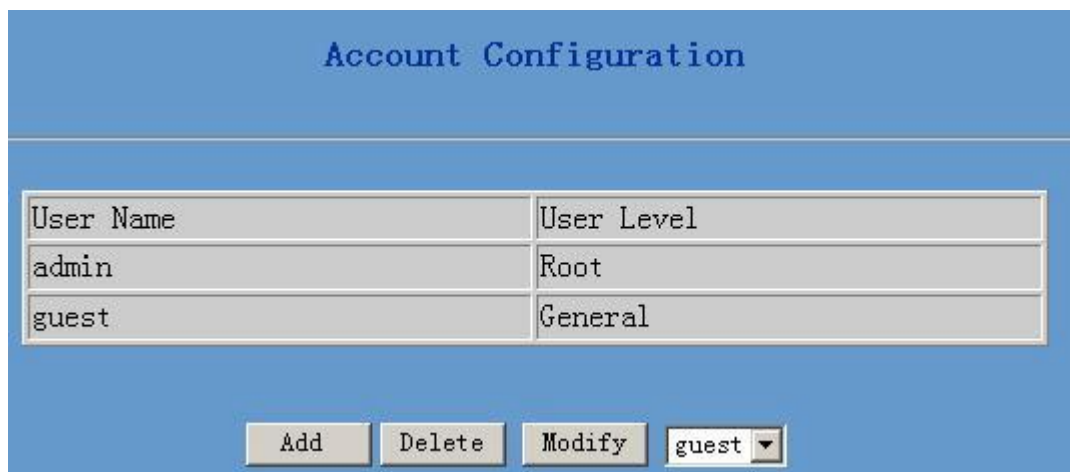 Account Configuration
User Name User Level
admin Root
guest General
Add Delete Modify guest